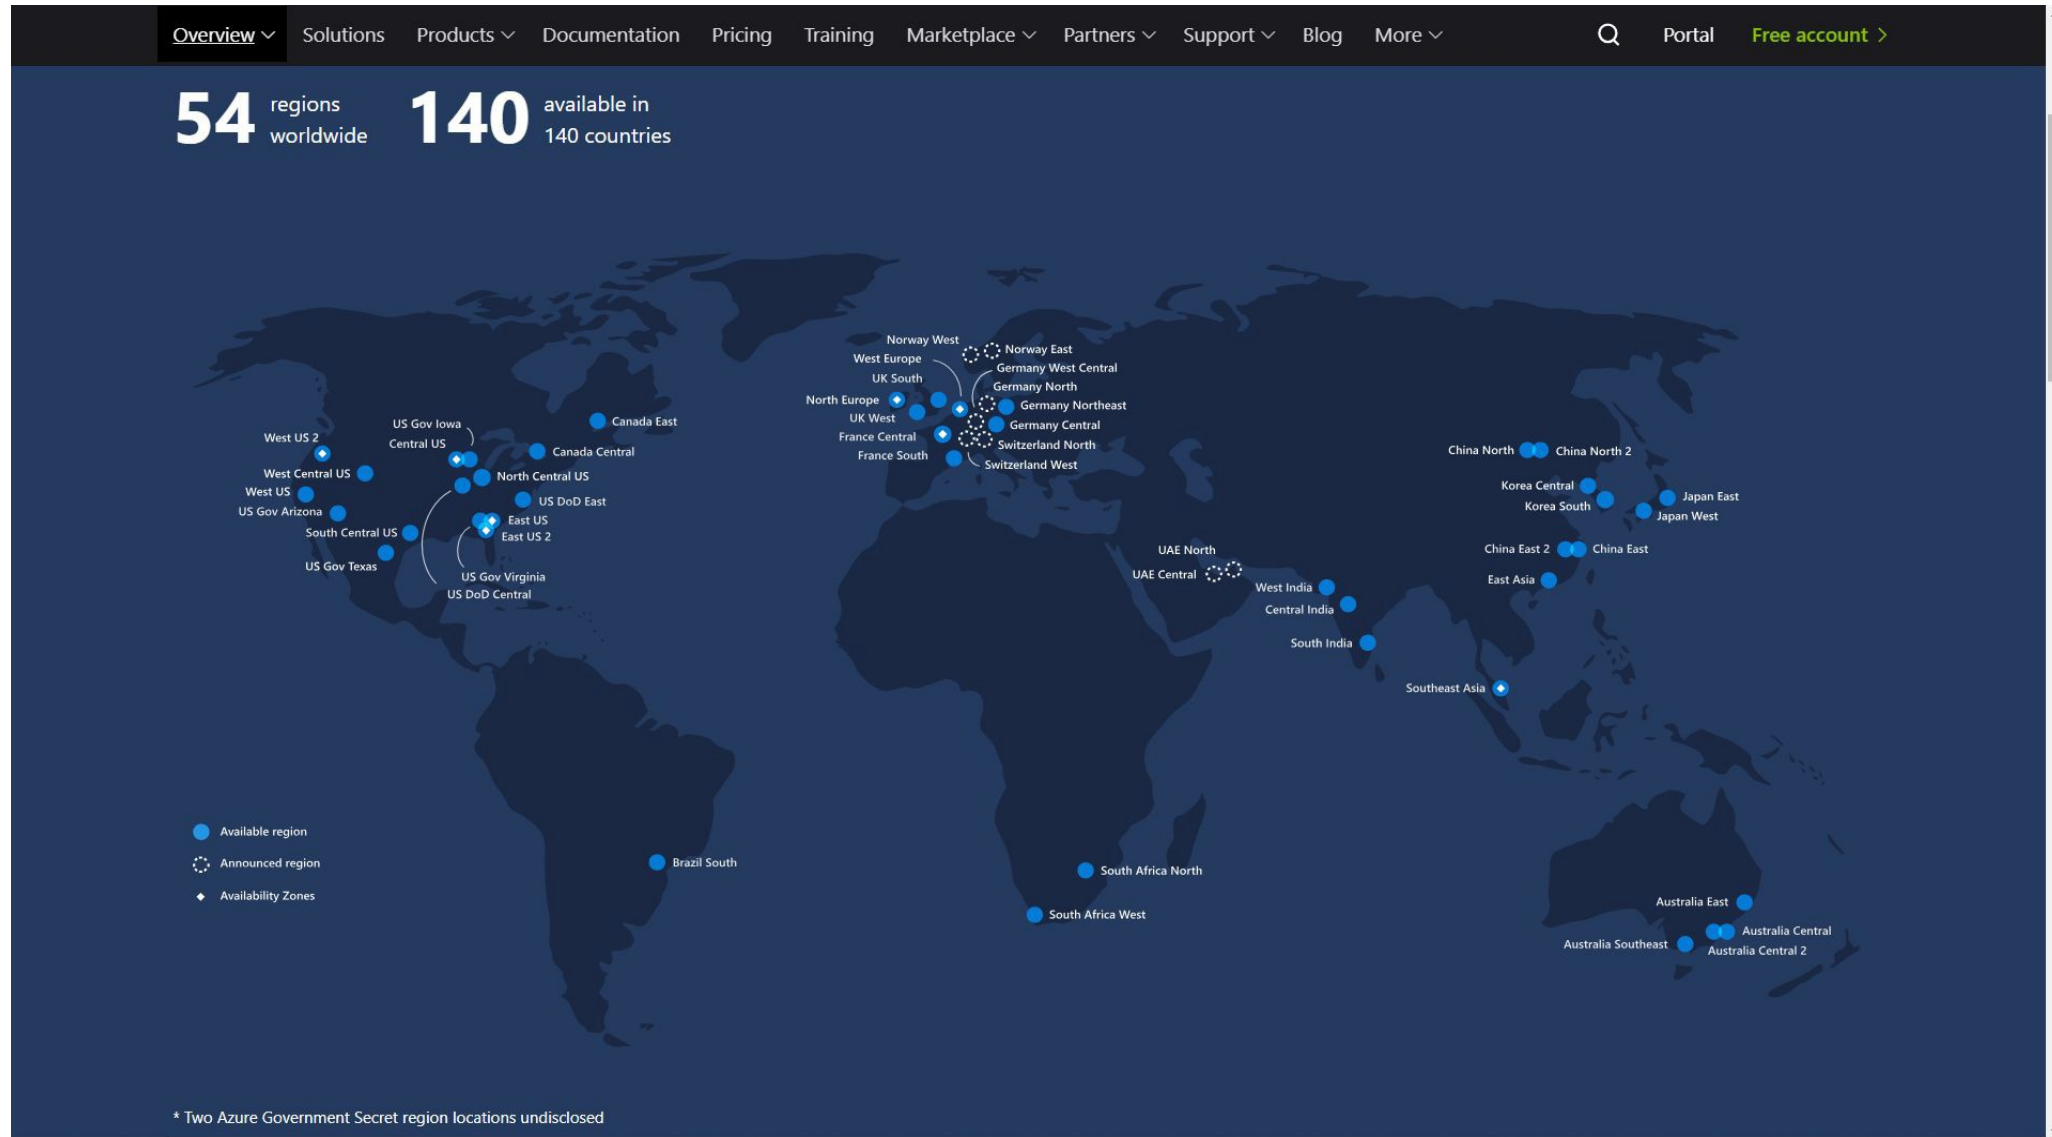 Overview Solutions Products Documentation Pricing Training Marketplace Partners Support Blog More Portal Free account
54 regions worldwide
140 available in 140 countries
Norway West
Norway East
West Europe
Germany West Central
UK South
Germany North
North Europe
Germany Northeast
UK West
Germany Central
France Central
Switzerland North
France South
Switzerland West
US Gov Iowa
Canada East
West US 2
Central US
Canada Central
West Central US
North Central US
West US
US DoD East
US Gov Arizona
East US
South Central US
East US 2
US Gov Texas
US Gov Virginia
US DoD Central
China North
China North 2
Korea Central
Japan East
Korea South
Japan West
China East 2
China East
East Asia
UAE North
UAE Central
West India
Central India
South India
Southeast Asia
Available region
Announced region
Availability Zones
Brazil South
South Africa North
South Africa West
Australia East
Australia Central
Australia Southeast
Australia Central 2
* Two Azure Government Secret region locations undisclosed